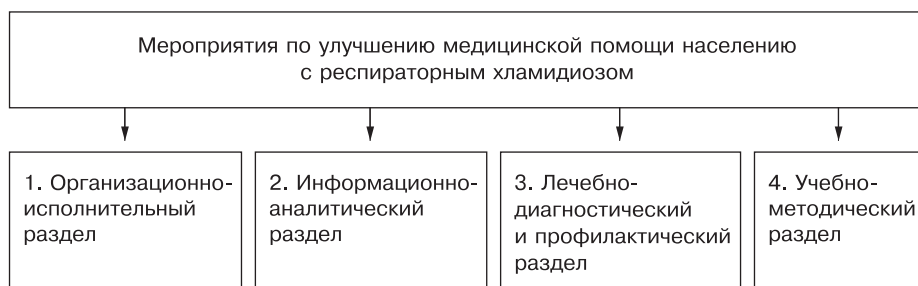 Мероприятия по улучшению медицинской помощи населению
с респираторным хламидиозом
1. Организационно-
исполнительный
раздел
2. Информационно-
аналитический
раздел
3. Лечебно-
диагностический
и профилактический
раздел
4. Учебно-
методический
раздел